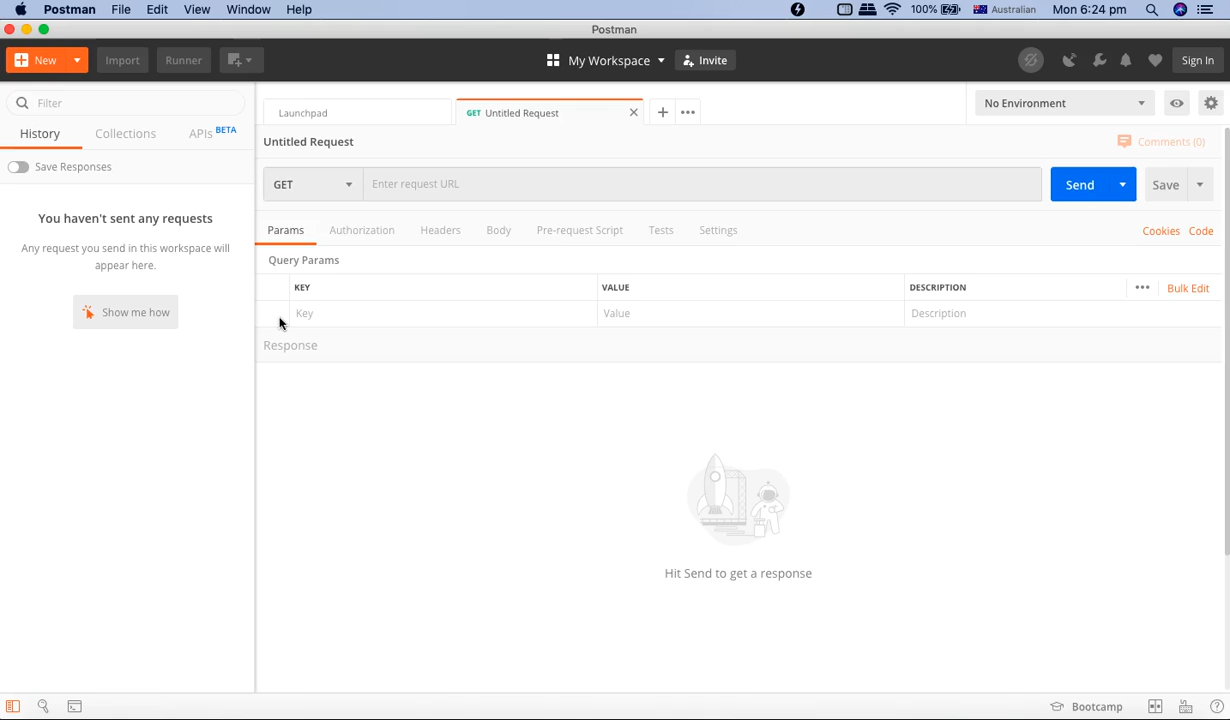 Postman File Edit View Window Help 100% Australian Mon 6:24 pm
Postman
New Import Runner My Workspace Invite Sign In
Filter
History Collections APIs BETA
Save Responses
You haven't sent any requests
Any request you send in this workspace will
appear here.
Show me how
Launchpad GET Untitled Request No Environment
Untitled Request Comments (0)
GET Enter request URL Send Save
Params Authorization Headers Body Pre-request Script Tests Settings Cookies Code
Query Params
KEY VALUE DESCRIPTION Bulk Edit
Key Value Description
Response
Hit Send to get a response
Bootcamp